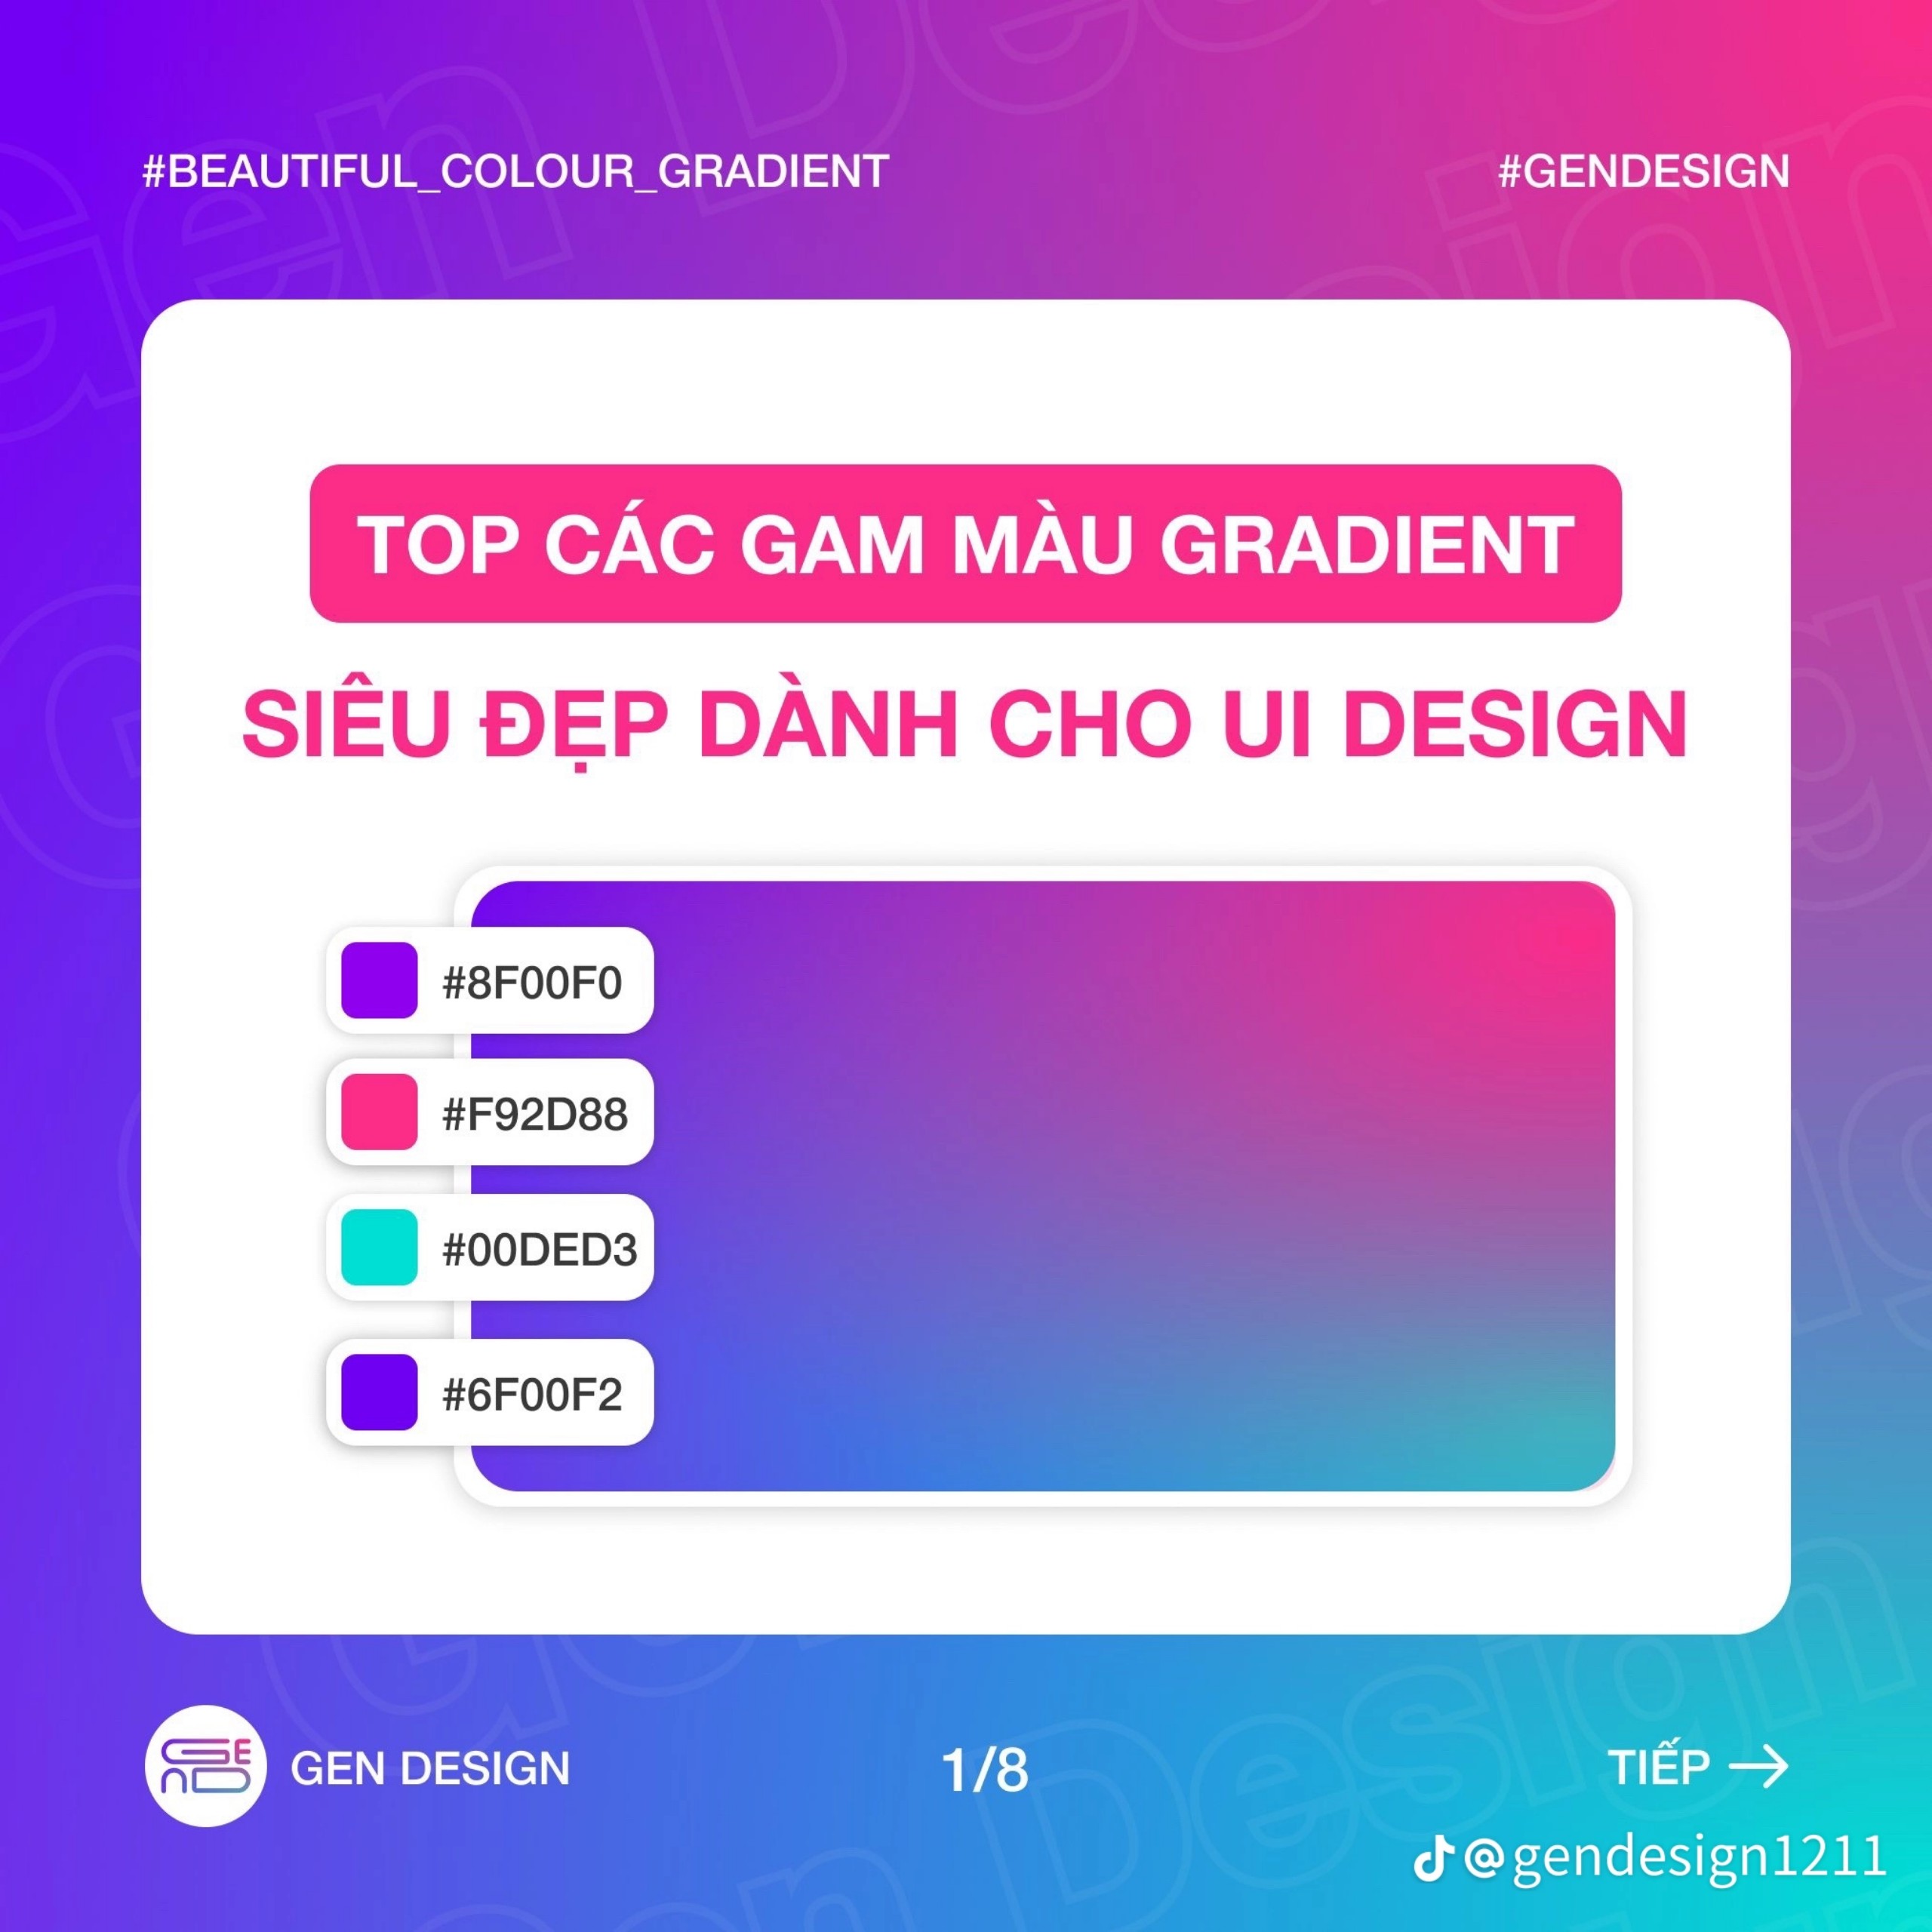 #BEAUTIFUL_COLOUR_GRADIENT
#GENDESIGN
TOP CÁC GAM MÀU GRADIENT
SIÊU ĐẸP DÀNH CHO UI DESIGN
#8F00F0
#F92D88
#00DED3
#6F00F2
GEN DESIGN
1/8
TIẾP →
@gendesign1211